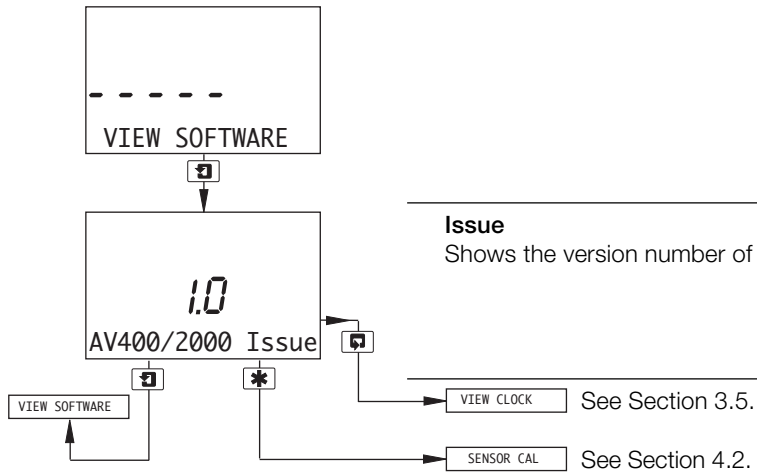 VIEW SOFTWARE
Issue
Shows the version number of
1.0
AV400/2000 Issue
VIEW SOFTWARE
VIEW CLOCK
See Section 3.5.
SENSOR CAL
See Section 4.2.